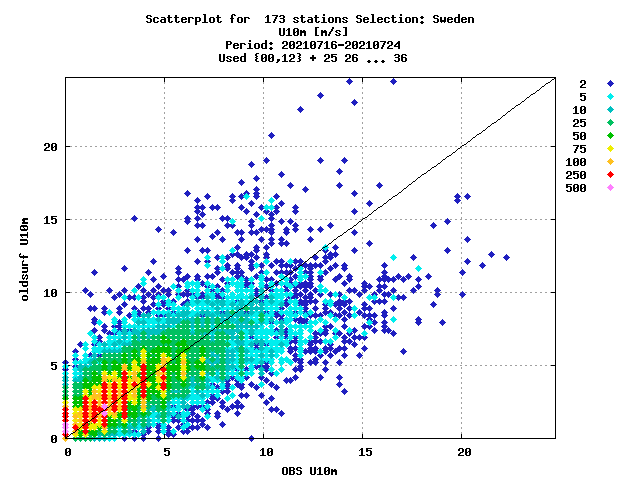 Scatterplot for  173 stations Selection: Sweden
U10m [m/s]
Period: 20210716-20210724
Used {00,12} + 25 26 ... 36
2
5
10
25
50
75
100
250
500
20
15
10
5
0
oldsurf U10m
0 5 10 15 20
OBS U10m